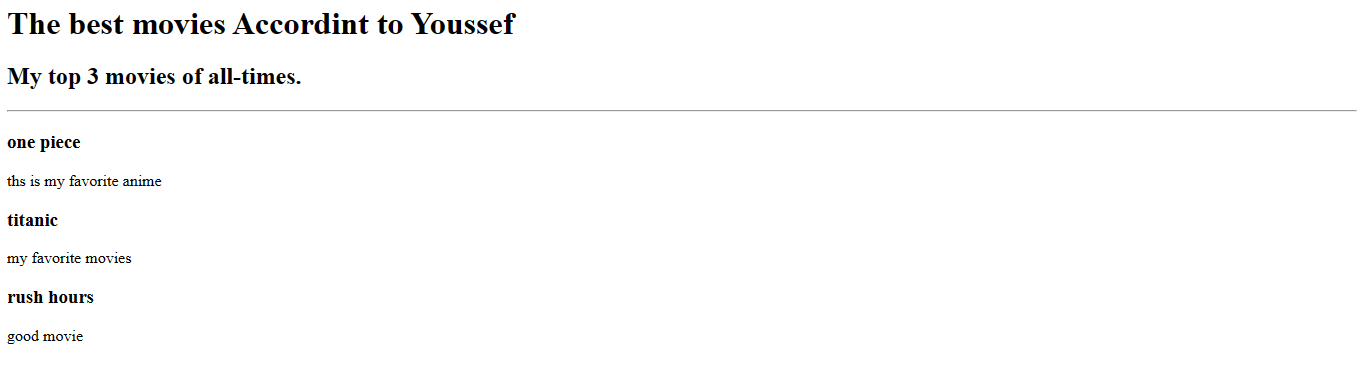 The best movies Accordint to Youssef
My top 3 movies of all-times.
one piece
ths is my favorite anime
titanic
my favorite movies
rush hours
good movie